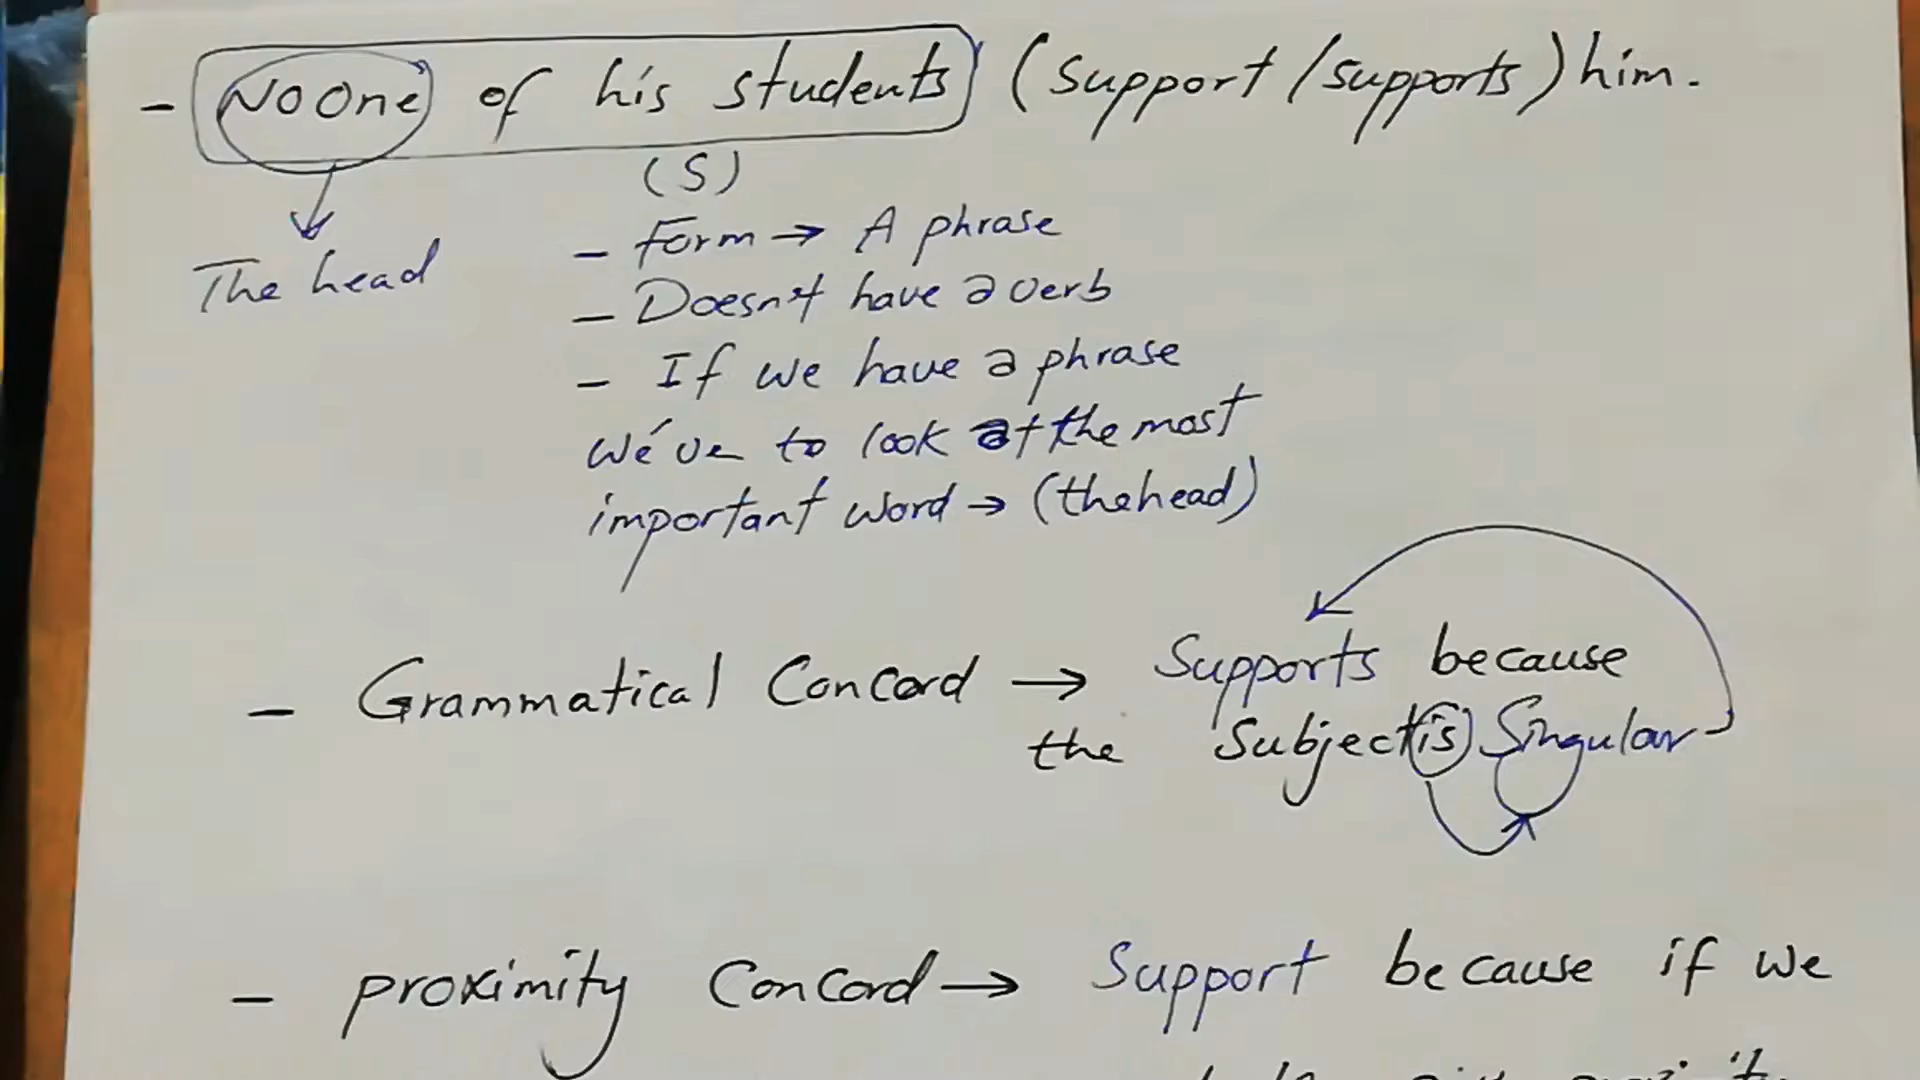 - No One of his students (support/supports) him.
(S)
The head
- Form → A phrase
- Doesn't have a verb
- If we have a phrase
we've to look at the most
important word → (the head)
- Grammatical Concord → Supports because
the Subject is Singular
- proximity Concord → Support because if we